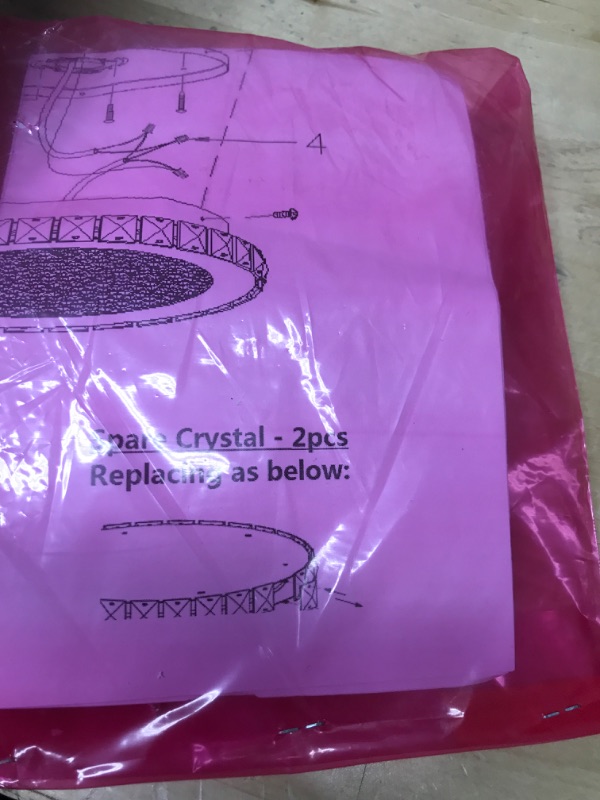 4
Spare Crystal - 2pcs
Replacing as below: